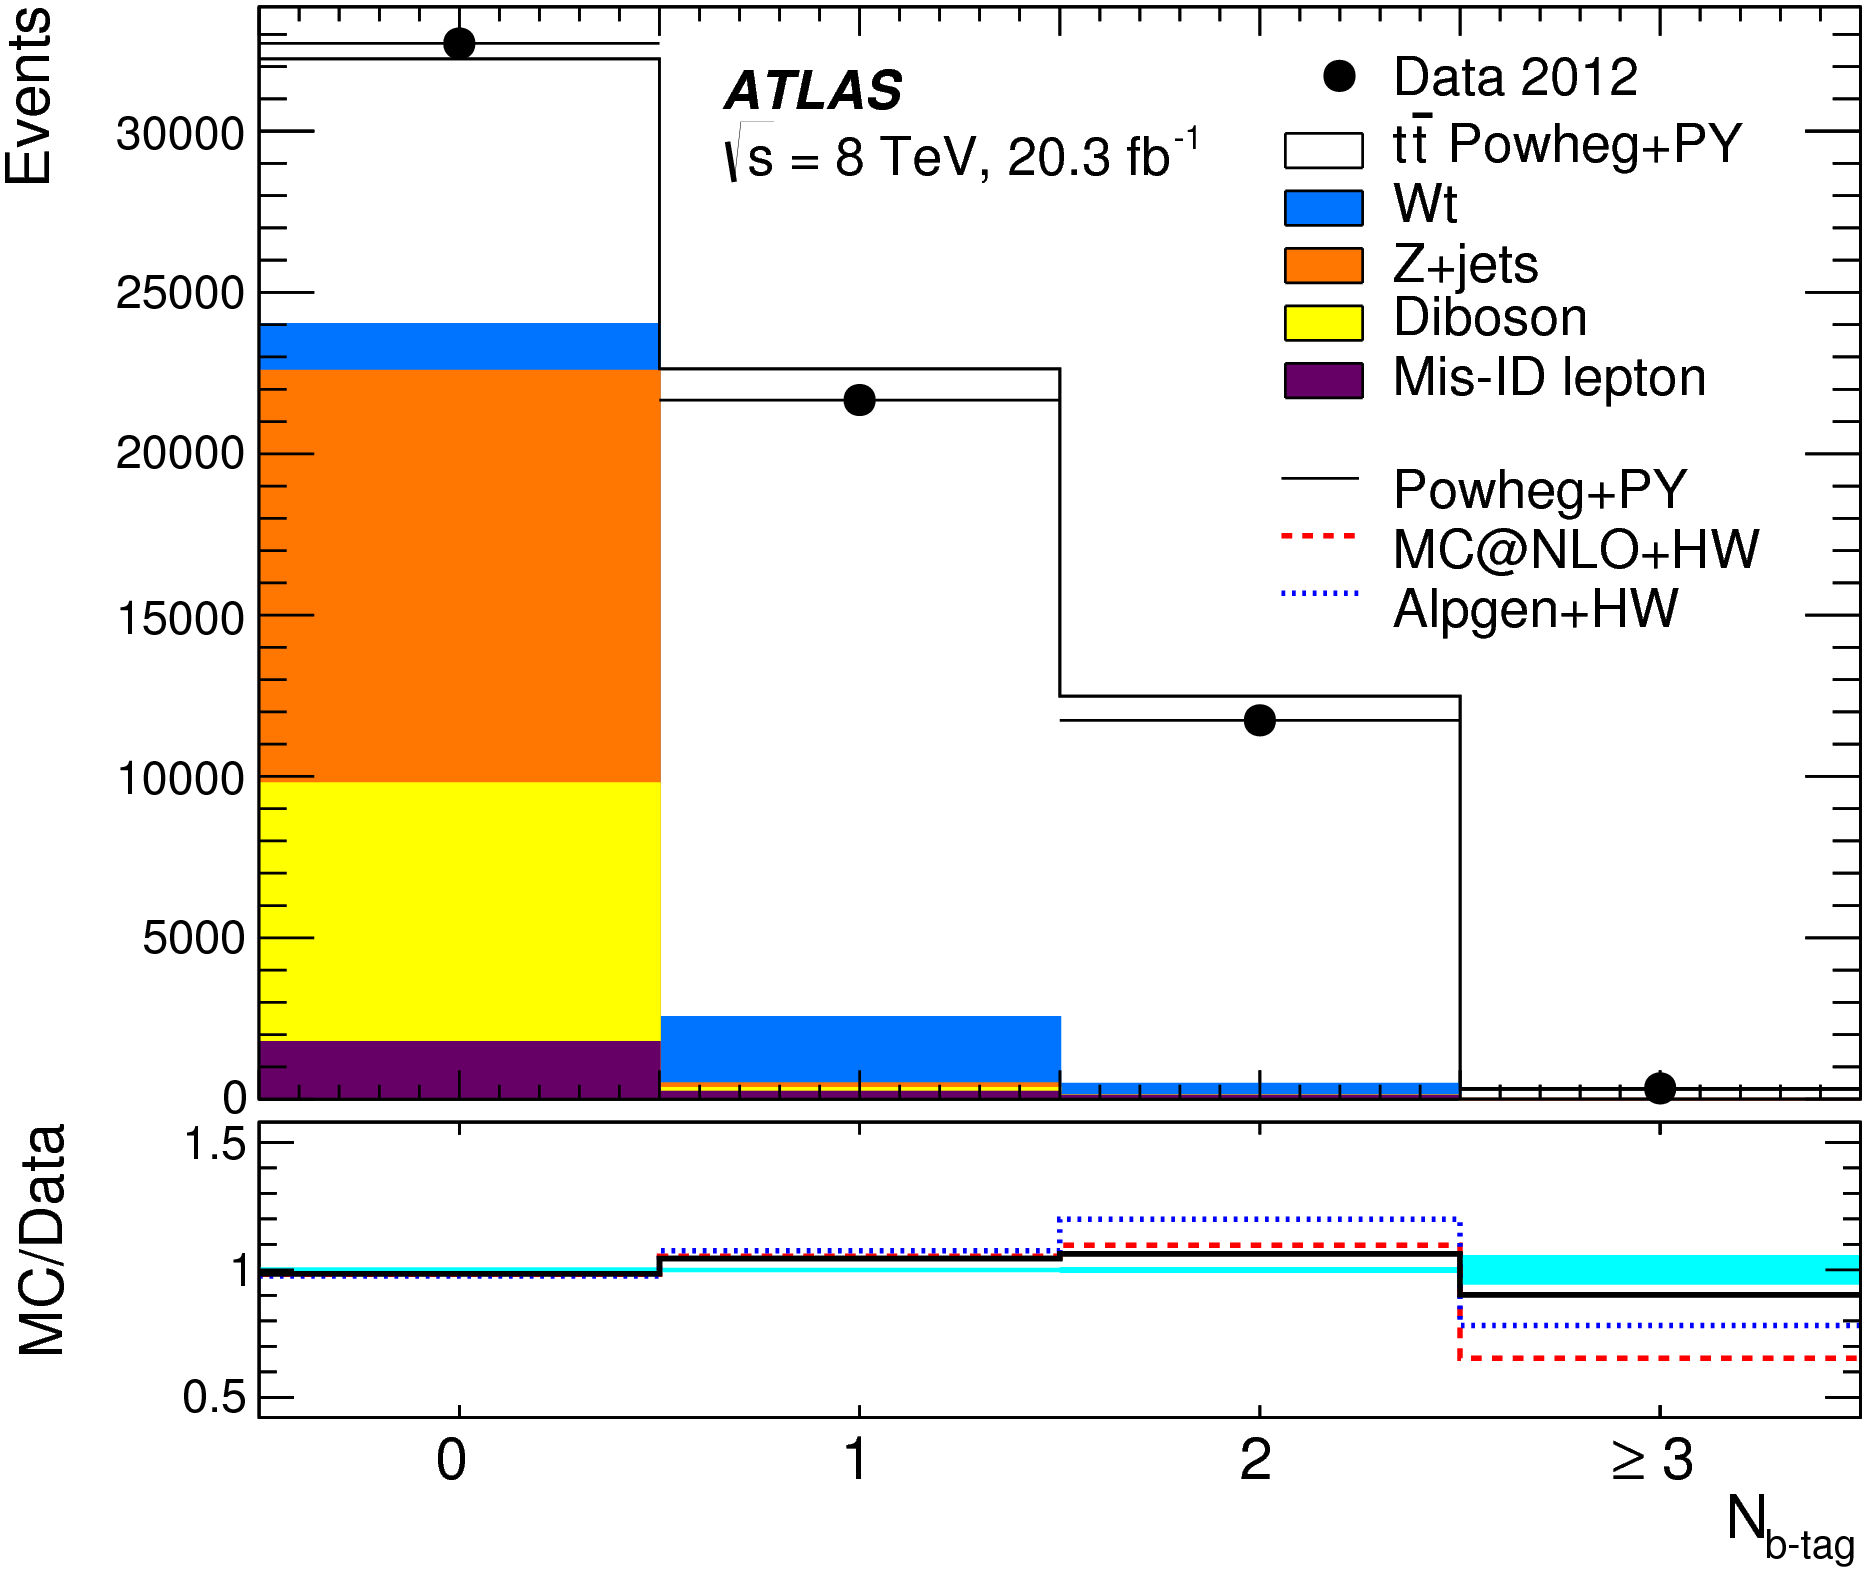 Events
30000
25000
20000
15000
10000
5000
0
ATLAS
√s = 8 TeV, 20.3 fb-1
Data 2012
tt̄ Powheg+PY
Wt
Z+jets
Diboson
Mis-ID lepton
Powheg+PY
MC@NLO+HW
Alpgen+HW
MC/Data
1.5
1
0.5
0 1 2 ≥ 3
Nb-tag